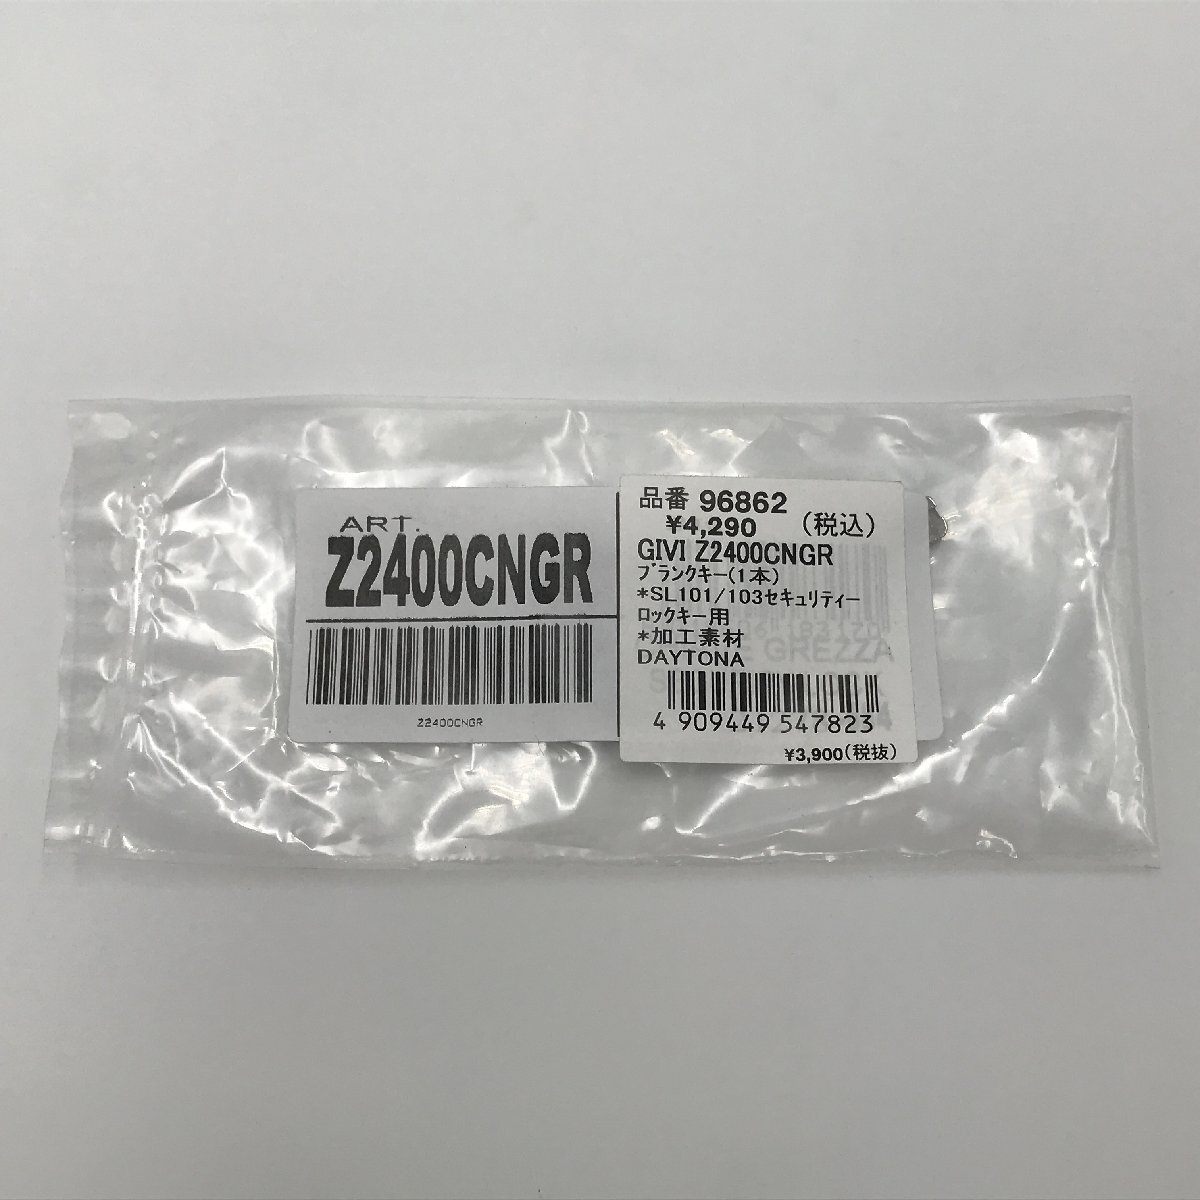 ART.
Z2400CNGR
Z2400CNGR
品番 96862
¥4,290 (税込)
GIVI Z2400CNGR
ブランクキー(1本)
*SL101/103セキュリティー
ロックキー用
*加工素材
DAYTONA
GREZZA
4 909449 547823
¥3,900(税抜)